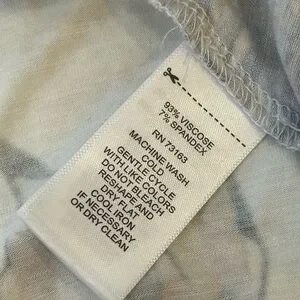 93% VISCOSE
7% SPANDEX
RN 73163
MACHINE WASH
COLD
GENTLE CYCLE
WITH LIKE COLORS
DO NOT BLEACH
RESHAPE AND
DRY FLAT
COOL IRON
IF NECESSARY
OR DRY CLEAN